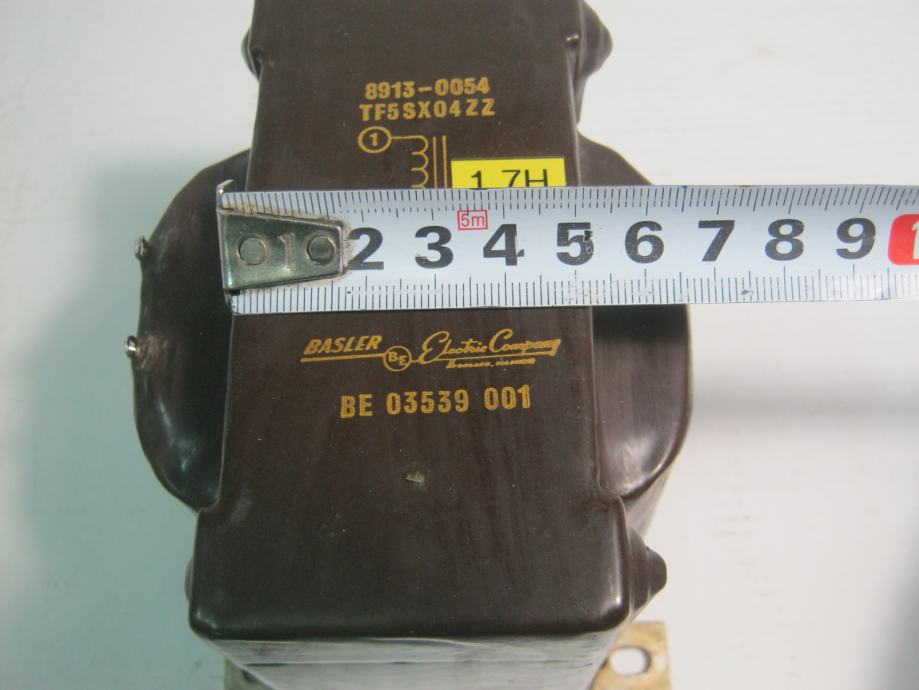 8913-0054
TF5SX04ZZ
1
1.7H
5m
1 2 3 4 5 6 7 8 9 1
BASLER BE Electric Company
BE 03539 001